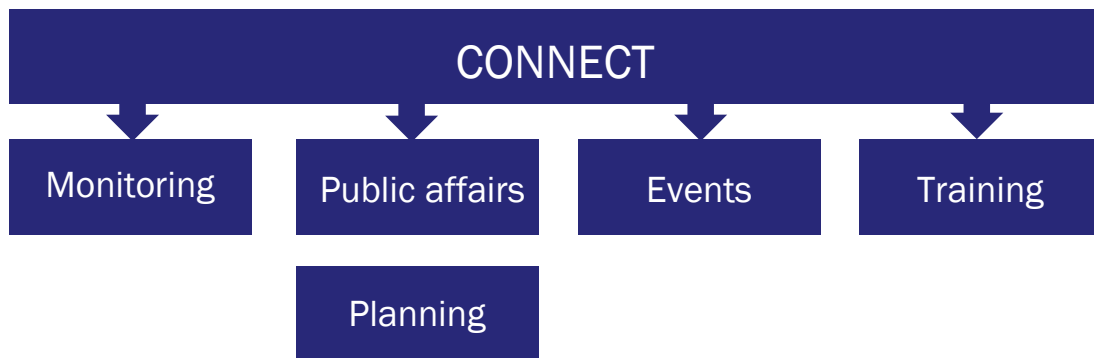 CONNECT
Monitoring
Public affairs
Events
Training
Planning